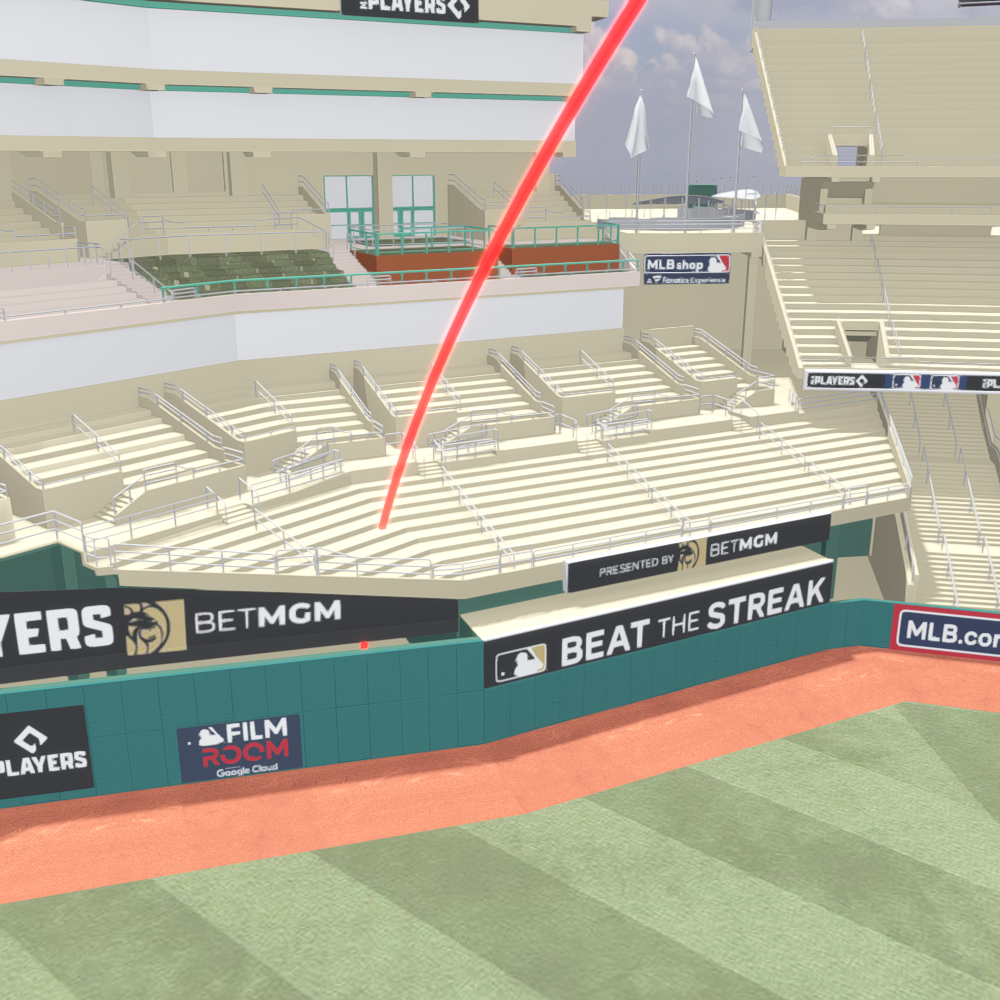 PLAYERS
MLB shop
Fanatics Experience
PLAYERS
PRESENTED BY BETMGM
YERS BETMGM
BEAT THE STREAK
MLB.co
PLAYERS
FILM
ROOM
Google Cloud